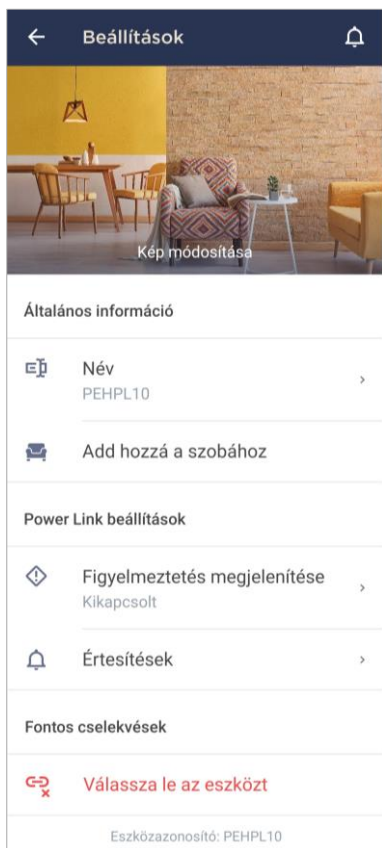 Beállítások
Kép módosítása
Általános információ
Név
PEHPL10
Add hozzá a szobához
Power Link beállítások
Figyelmeztetés megjelenítése
Kikapcsolt
Értesítések
Fontos cselekvések
Válassza le az eszközt
Eszközazonosító: PEHPL10